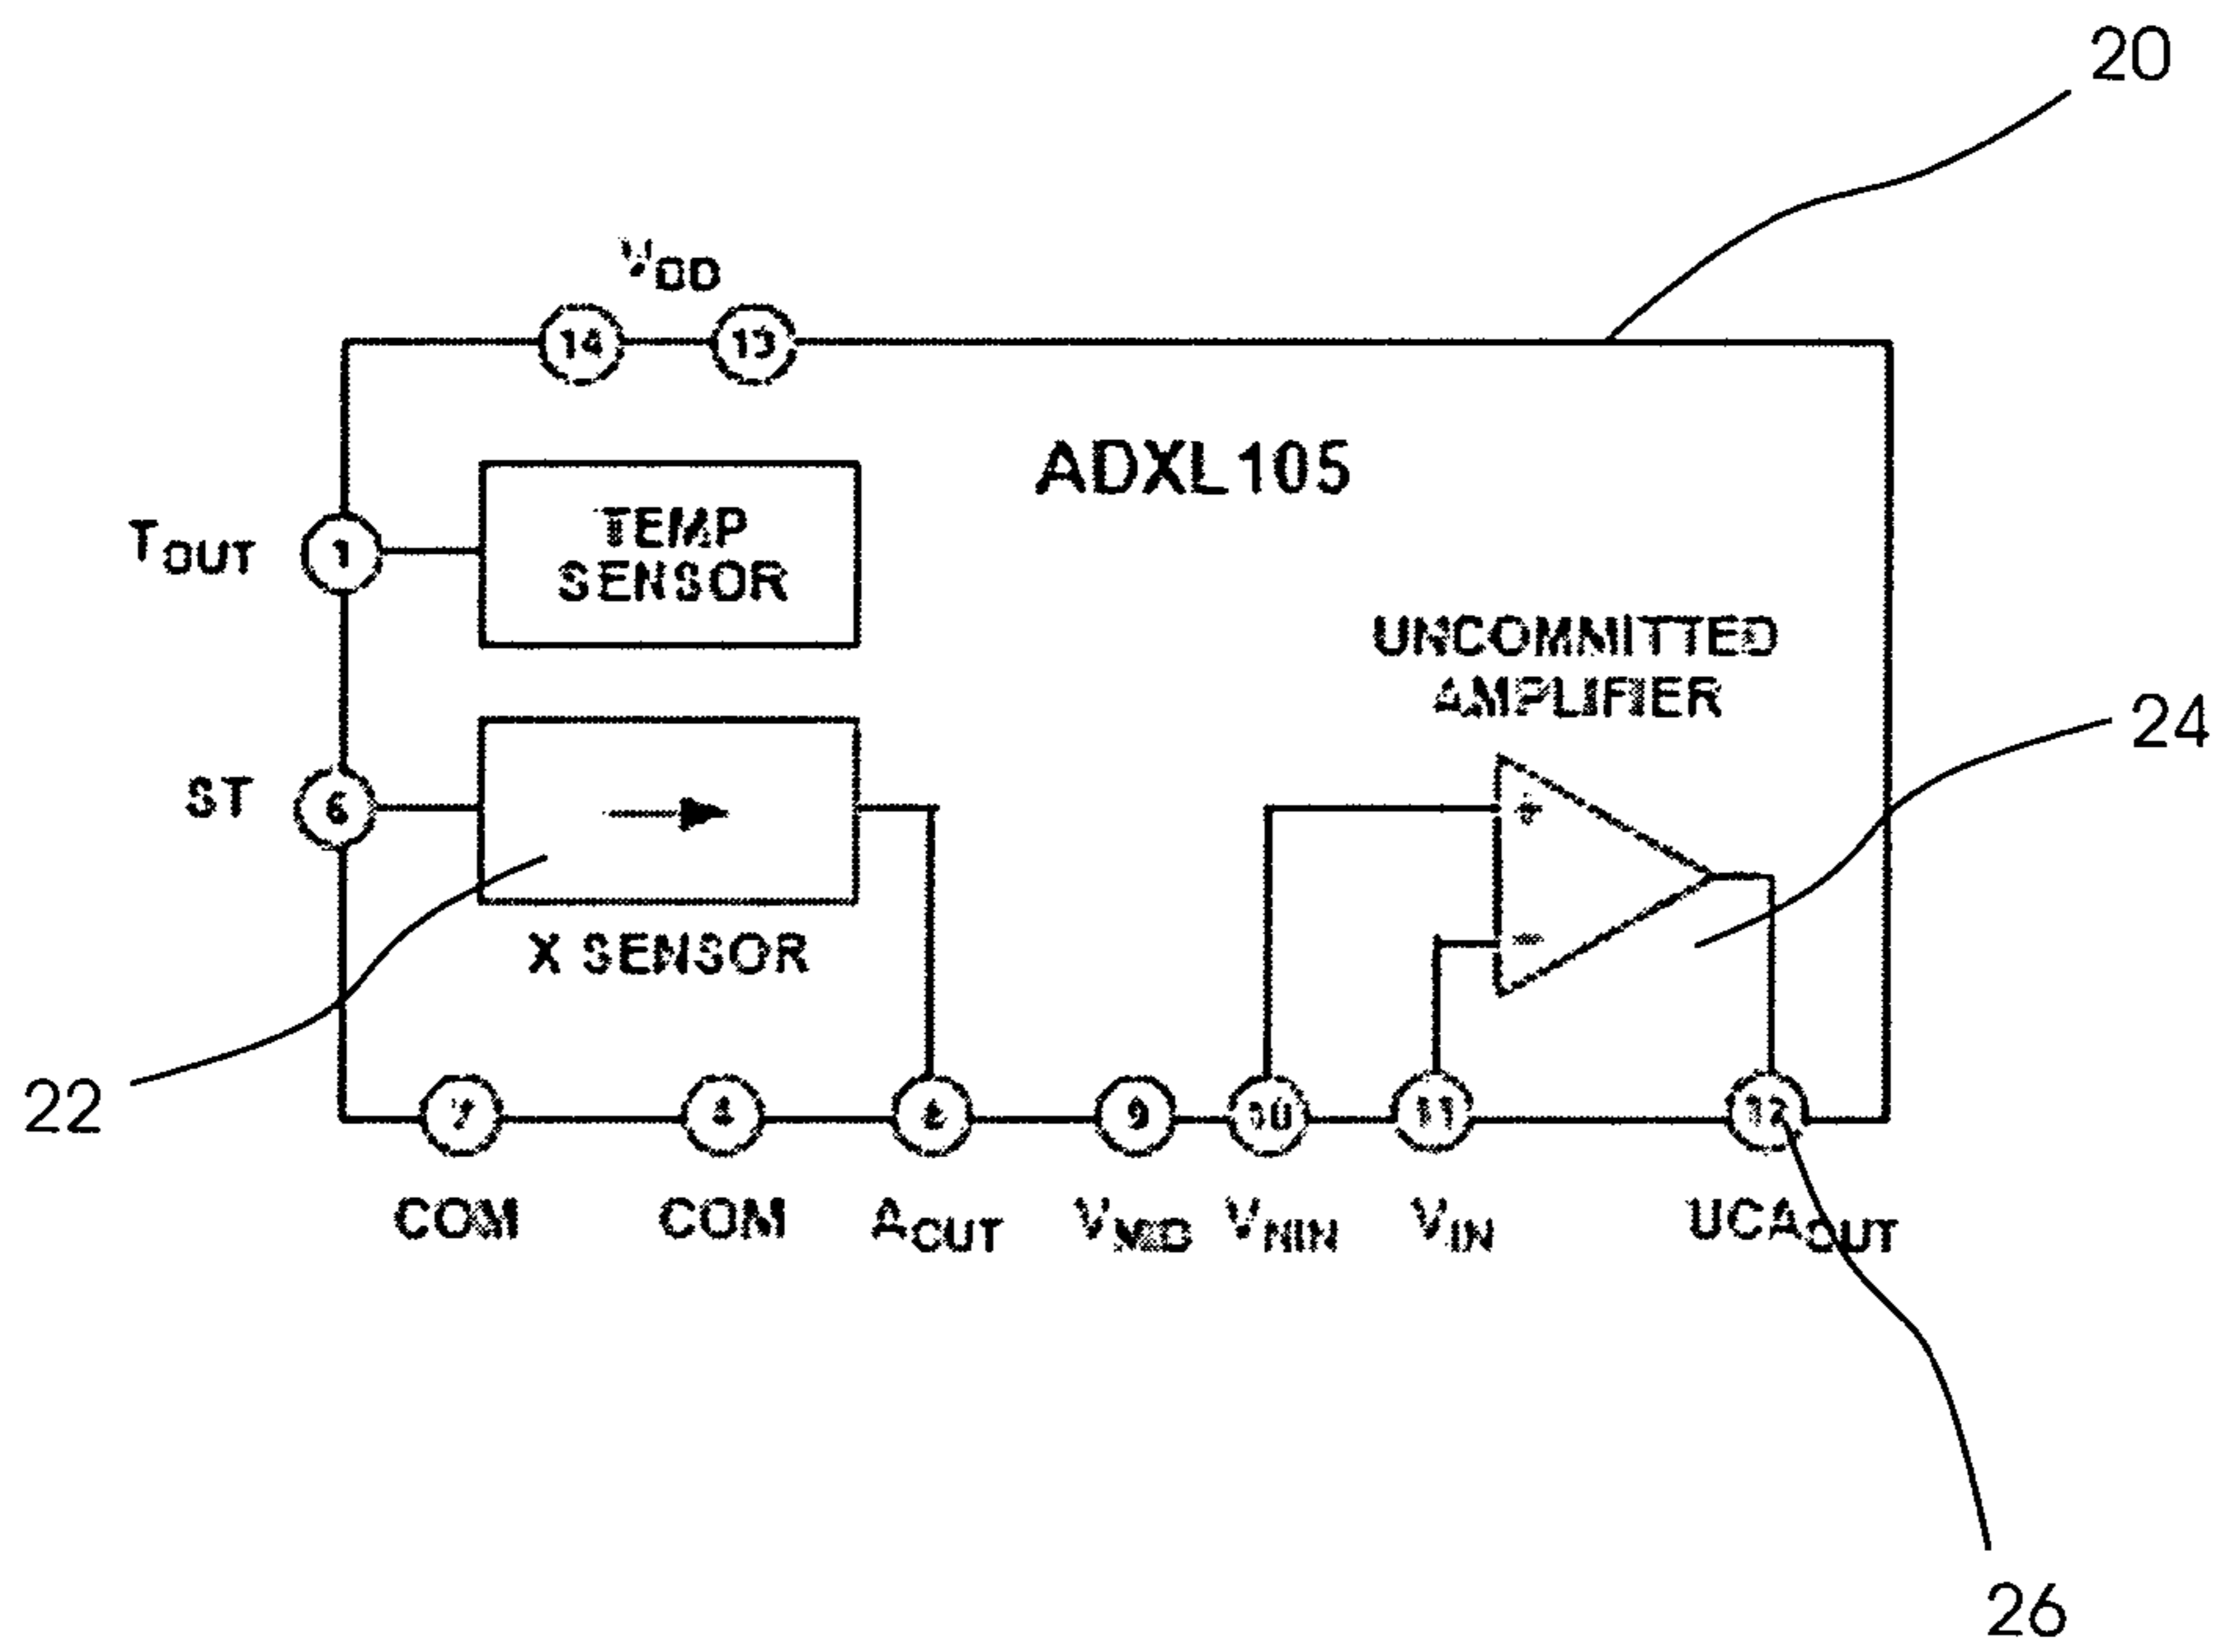 20
VDD
14 13
ADXL105
TOUT 1
TEMP
SENSOR
UNCOMMITTED
AMPLIFIER
24
ST
+
−
X SENSOR
22
9 10 11 12
COM COM AOUT VMID VNIN VIN UCAOUT
26